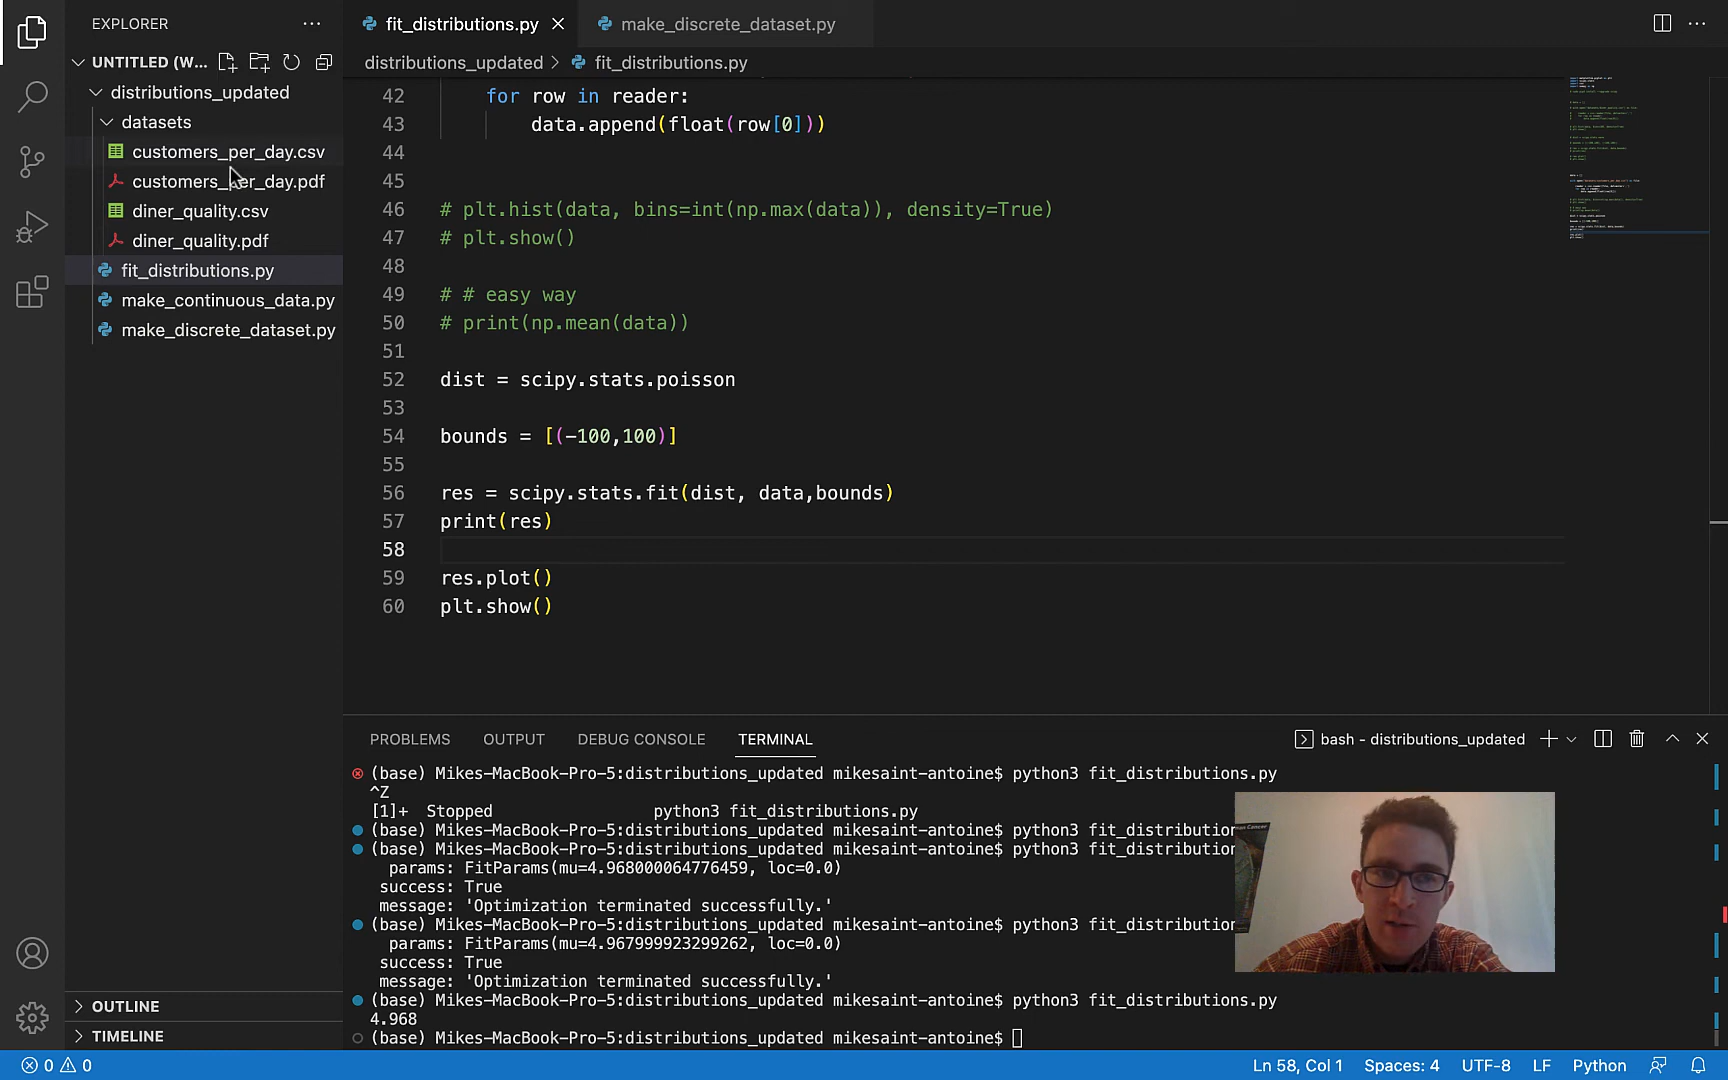 EXPLORER
UNTITLED (W...
distributions_updated
datasets
customers_per_day.csv
customers_per_day.pdf
diner_quality.csv
diner_quality.pdf
fit_distributions.py
make_continuous_data.py
make_discrete_dataset.py
OUTLINE
TIMELINE
fit_distributions.py
make_discrete_dataset.py
distributions_updated > fit_distributions.py
42 for row in reader:
43 data.append(float(row[0]))
44
45
46 # plt.hist(data, bins=int(np.max(data)), density=True)
47 # plt.show()
48
49 # # easy way
50 # print(np.mean(data))
51
52 dist = scipy.stats.poisson
53
54 bounds = [(-100,100)]
55
56 res = scipy.stats.fit(dist, data,bounds)
57 print(res)
58
59 res.plot()
60 plt.show()
PROBLEMS OUTPUT DEBUG CONSOLE TERMINAL
bash - distributions_updated
(base) Mikes-MacBook-Pro-5:distributions_updated mikesaint-antoine$ python3 fit_distributions.py
^Z
[1]+ Stopped python3 fit_distributions.py
(base) Mikes-MacBook-Pro-5:distributions_updated mikesaint-antoine$ python3 fit_distribution
(base) Mikes-MacBook-Pro-5:distributions_updated mikesaint-antoine$ python3 fit_distribution
params: FitParams(mu=4.968000064776459, loc=0.0)
success: True
message: 'Optimization terminated successfully.'
(base) Mikes-MacBook-Pro-5:distributions_updated mikesaint-antoine$ python3 fit_distribution
params: FitParams(mu=4.967999923299262, loc=0.0)
success: True
message: 'Optimization terminated successfully.'
(base) Mikes-MacBook-Pro-5:distributions_updated mikesaint-antoine$ python3 fit_distributions.py
4.968
(base) Mikes-MacBook-Pro-5:distributions_updated mikesaint-antoine$
0 0
Ln 58, Col 1 Spaces: 4 UTF-8 LF Python